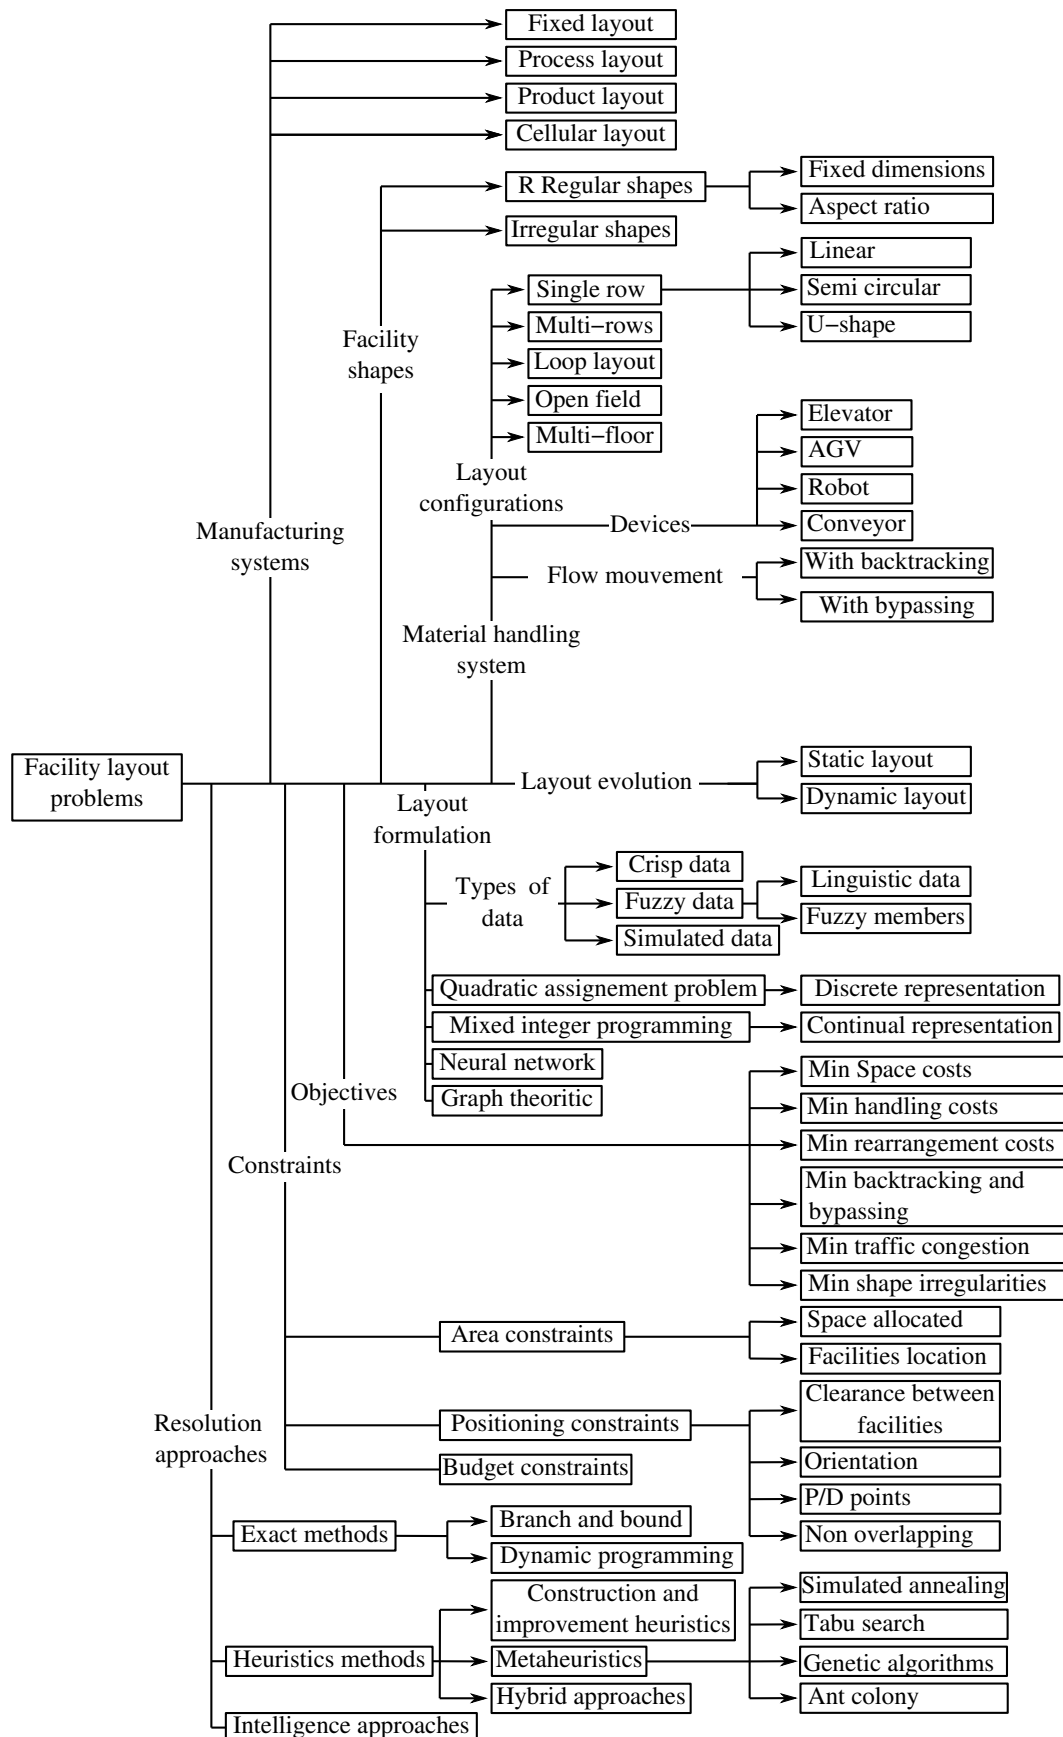 Fixed layout
Process layout
Product layout
Cellular layout
R Regular shapes
Fixed dimensions
Aspect ratio
Irregular shapes
Linear
Single row
Semi circular
Multi-rows
U-shape
Facility
shapes
Loop layout
Open field
Multi-floor
Elevator
AGV
Layout
configurations
Robot
Manufacturing
systems
Devices
Conveyor
With backtracking
Flow mouvement
With bypassing
Material handling
system
Facility layout
problems
Layout evolution
Static layout
Dynamic layout
Layout
formulation
Types of
data
Crisp data
Fuzzy data
Simulated data
Linguistic data
Fuzzy members
Quadratic assignement problem
Discrete representation
Mixed integer programming
Continual representation
Neural network
Graph theoritic
Objectives
Min Space costs
Min handling costs
Min rearrangement costs
Min backtracking and
bypassing
Min traffic congestion
Min shape irregularities
Constraints
Area constraints
Space allocated
Facilities location
Positioning constraints
Clearance between
facilities
Orientation
P/D points
Non overlapping
Budget constraints
Resolution
approaches
Exact methods
Branch and bound
Dynamic programming
Heuristics methods
Construction and
improvement heuristics
Metaheuristics
Hybrid approaches
Simulated annealing
Tabu search
Genetic algorithms
Ant colony
Intelligence approaches